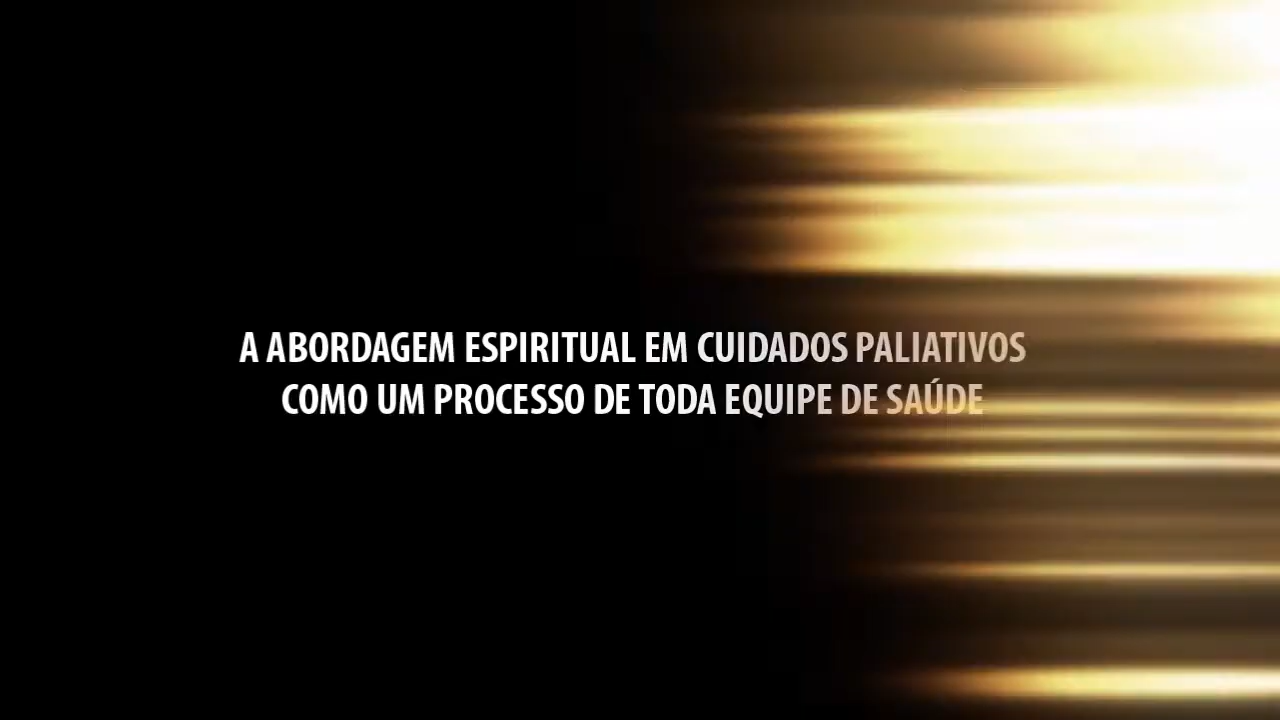 A ABORDAGEM ESPIRITUAL EM CUIDADOS PALIATIVOS
COMO UM PROCESSO DE TODA EQUIPE DE SAÚDE